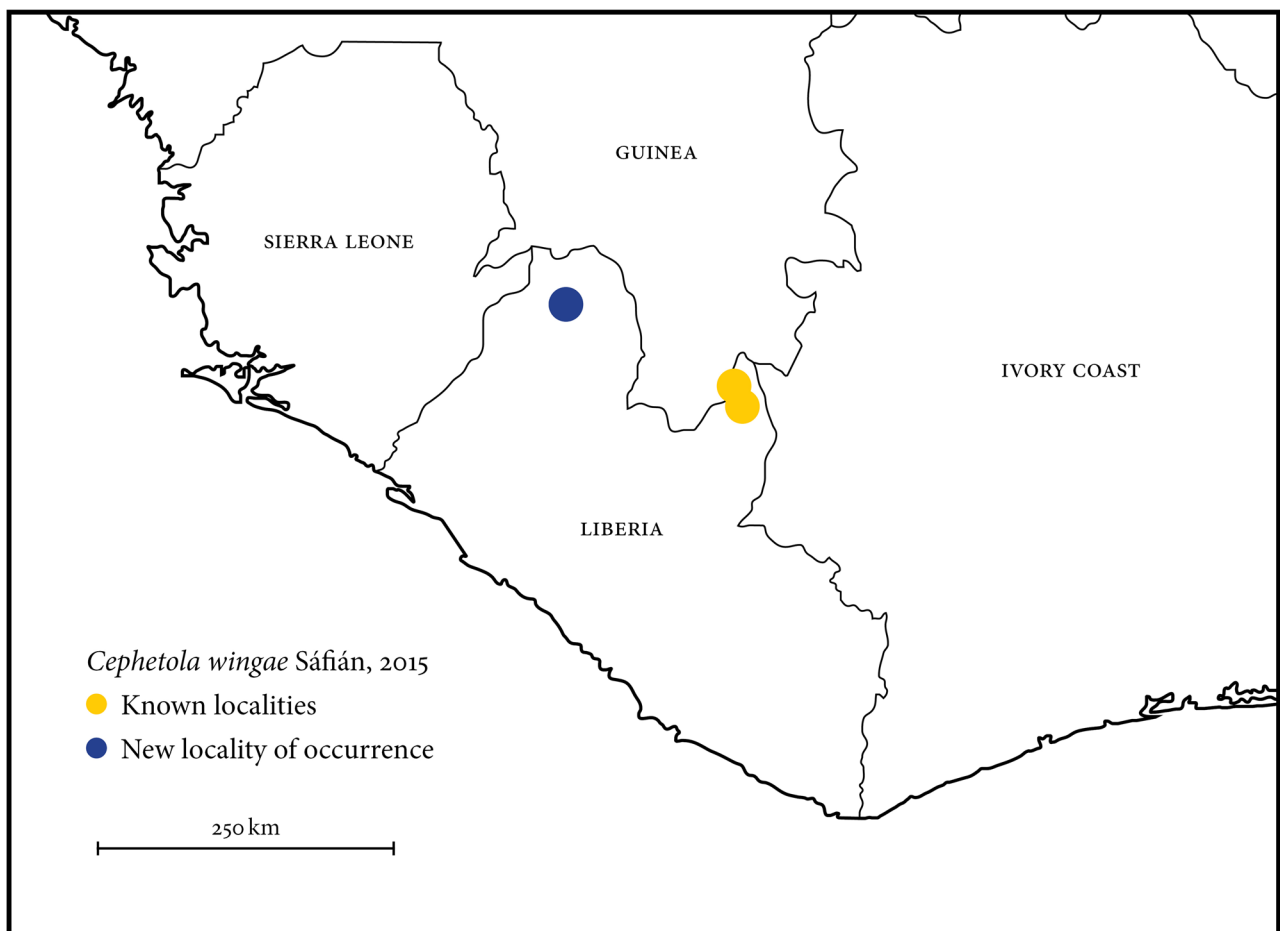 GUINEA
SIERRA LEONE
IVORY COAST
LIBERIA
Cephetola wingae Sáfián, 2015
Known localities
New locality of occurrence
250 km